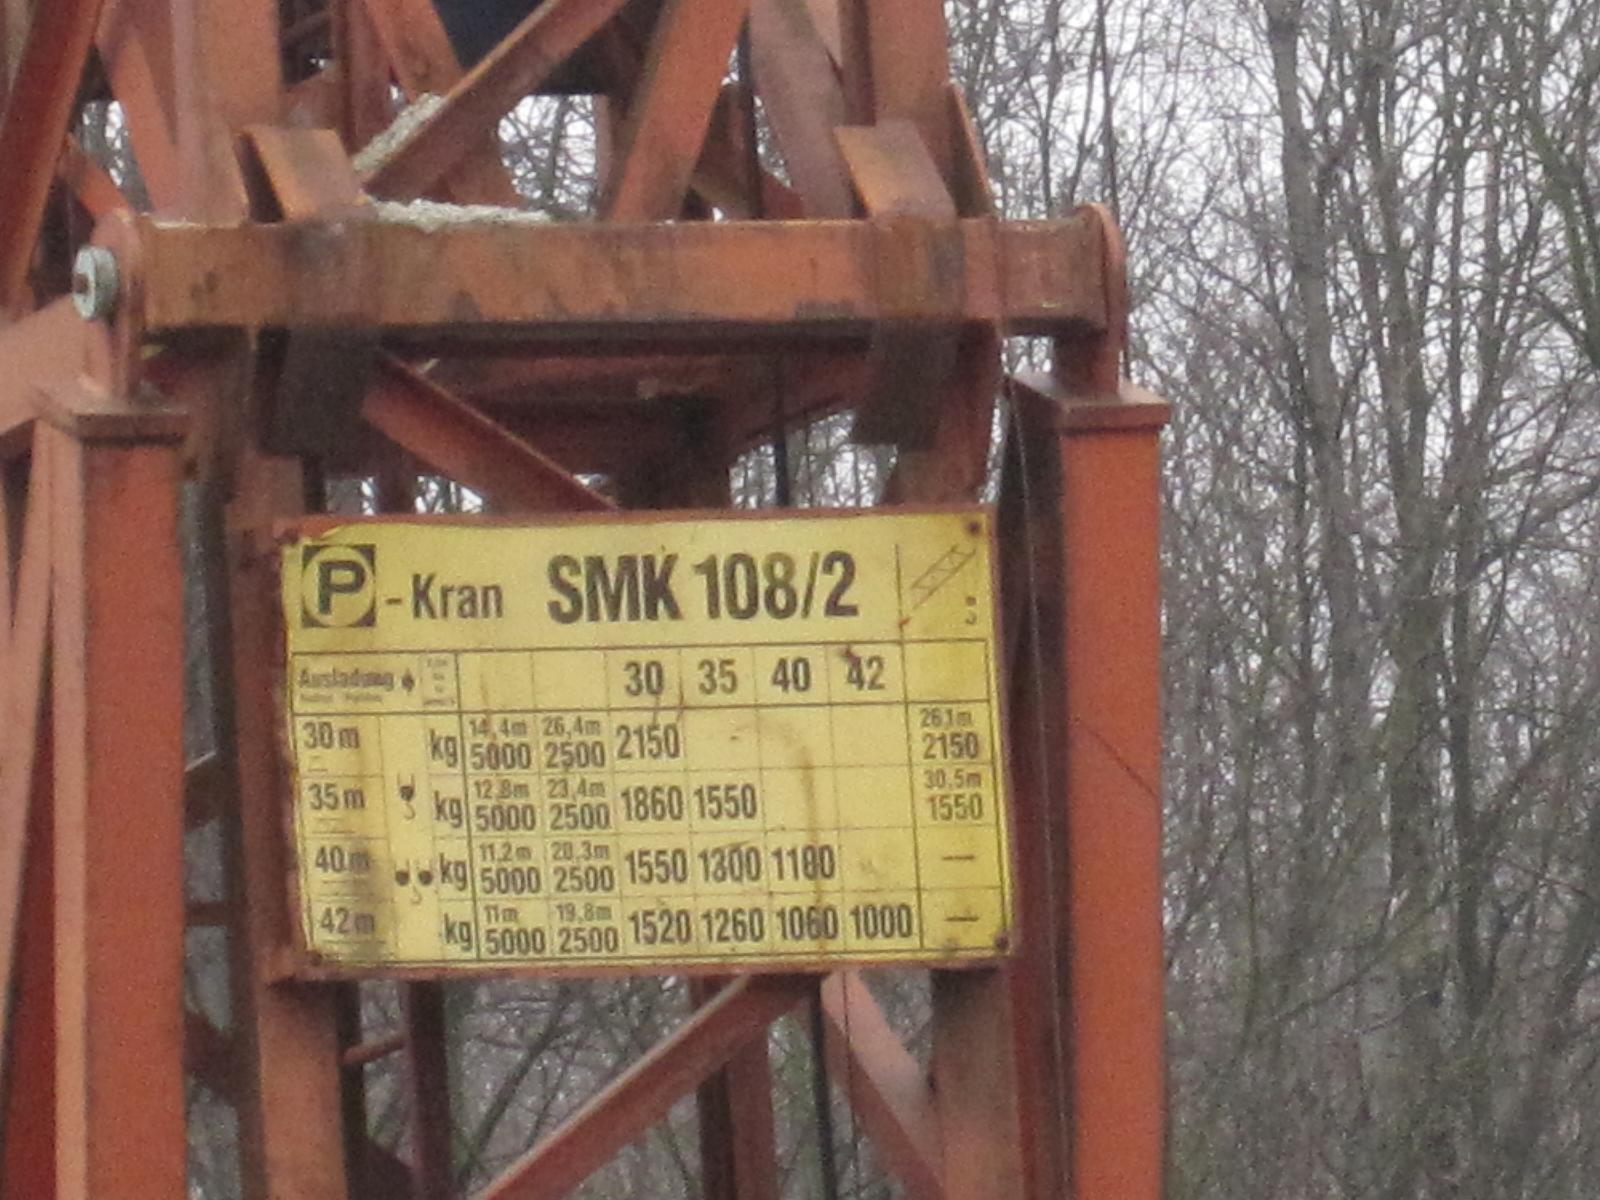 P -Kran SMK 108/2
Ausladung 30 35 40 42
14,4m 26,4m 26,1m
30m kg 5000 2500 2150 2150
12,8m 23,4m 30,5m
35m kg 5000 2500 1860 1550 1550
11,2m 20,3m
40m kg 5000 2500 1550 1300 1180 —
11m 19,8m
42m kg 5000 2500 1520 1260 1060 1000 —